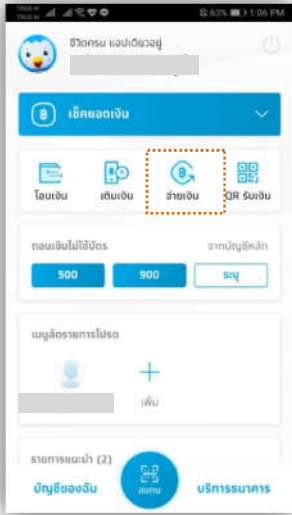 TRUE-H
TRUE-H
63% 1:06 PM
ชีวิตครบ แอปเดียวอยู่
฿ เช็คยอดเงิน
โอนเงิน เติมเงิน จ่ายเงิน QR รับเงิน
ถอนเงินไม่ใช้บัตร จากบัญชีหลัก
500 900 ระบุ
เมนูลัดรายการโปรด
เพิ่ม
รายการแนะนำ (2)
บัญชีของฉัน สแกน บริการธนาคาร